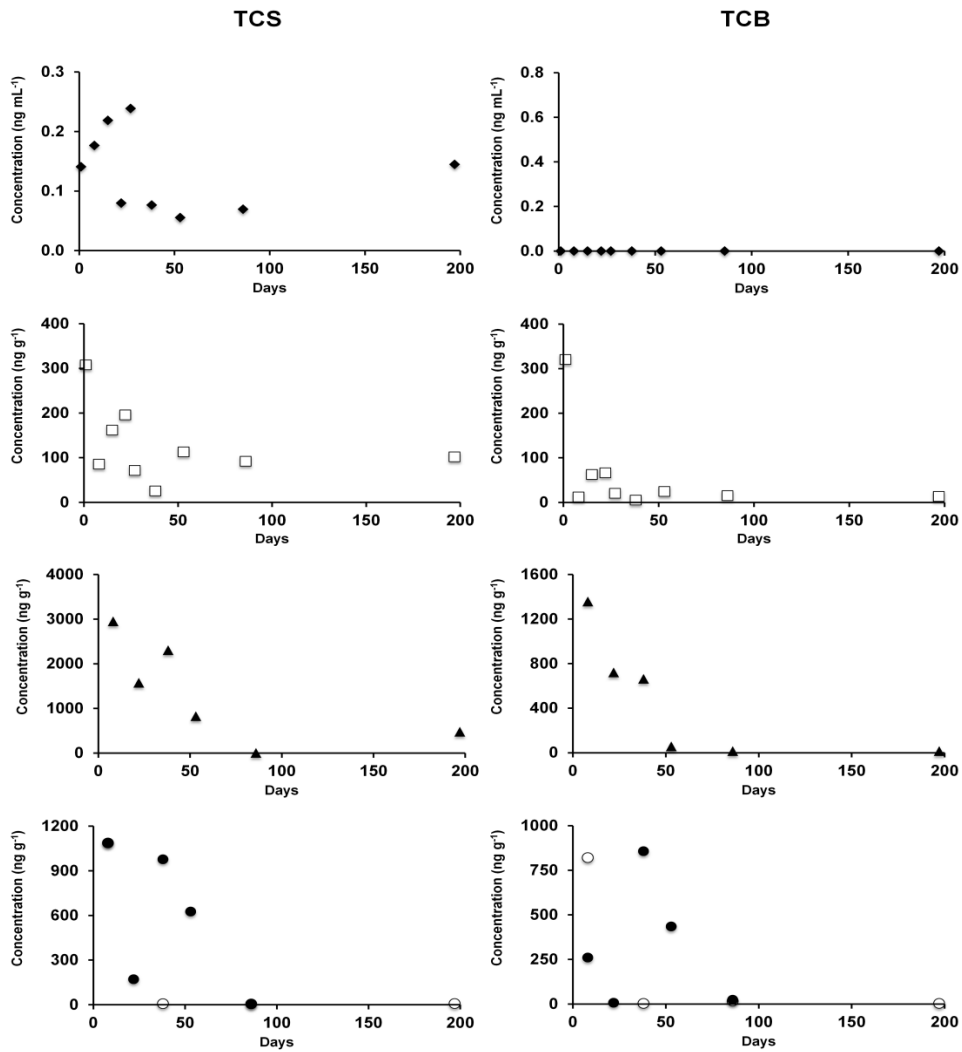 TCS
TCB
Concentration (ng mL⁻¹)
0.3
0.2
0.1
0.0
0 50 100 150 200
Days
Concentration (ng mL⁻¹)
0.8
0.6
0.4
0.2
0.0
0 50 100 150 200
Days
Concentration (ng g⁻¹)
400
300
200
100
0
0 50 100 150 200
Days
Concentration (ng g⁻¹)
400
300
200
100
0
0 50 100 150 200
Days
Concentration (ng g⁻¹)
4000
3000
2000
1000
0
0 50 100 150 200
Days
Concentration (ng g⁻¹)
1600
1200
800
400
0
0 50 100 150 200
Days
Concentration (ng g⁻¹)
1200
900
600
300
0
0 50 100 150 200
Days
Concentration (ng g⁻¹)
1000
750
500
250
0
0 50 100 150 200
Days